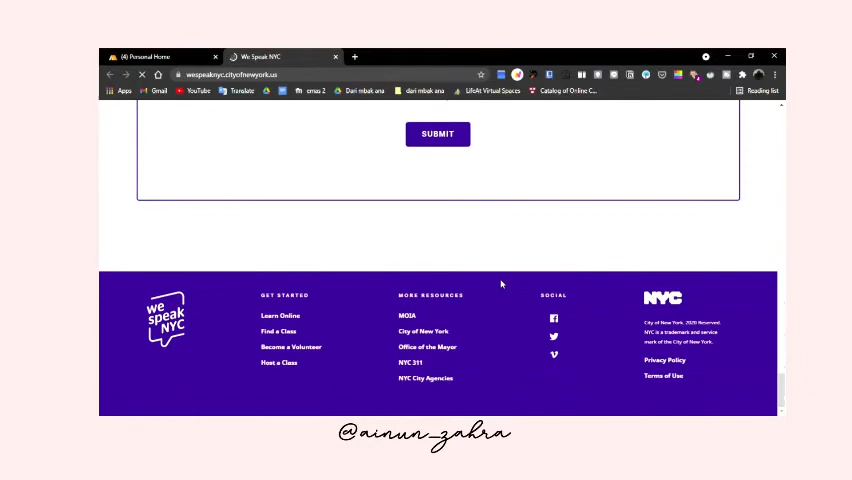 (4) Personal Home
We Speak NYC
wespeaknyc.cityofnewyork.us
Apps
Gmail
YouTube
Translate
emas 2
Dari mbak ana
dari mbak ana
LifeAt Virtual Spaces
Catalog of Online C...
Reading list
SUBMIT
we
speak
NYC
GET STARTED
Learn Online
Find a Class
Become a Volunteer
Host a Class
MORE RESOURCES
MOIA
City of New York
Office of the Mayor
NYC 311
NYC City Agencies
SOCIAL
NYC
City of New York. 2020 Reserved.
NYC is a trademark and service
mark of the City of New York.
Privacy Policy
Terms of Use
@ainun_zahra